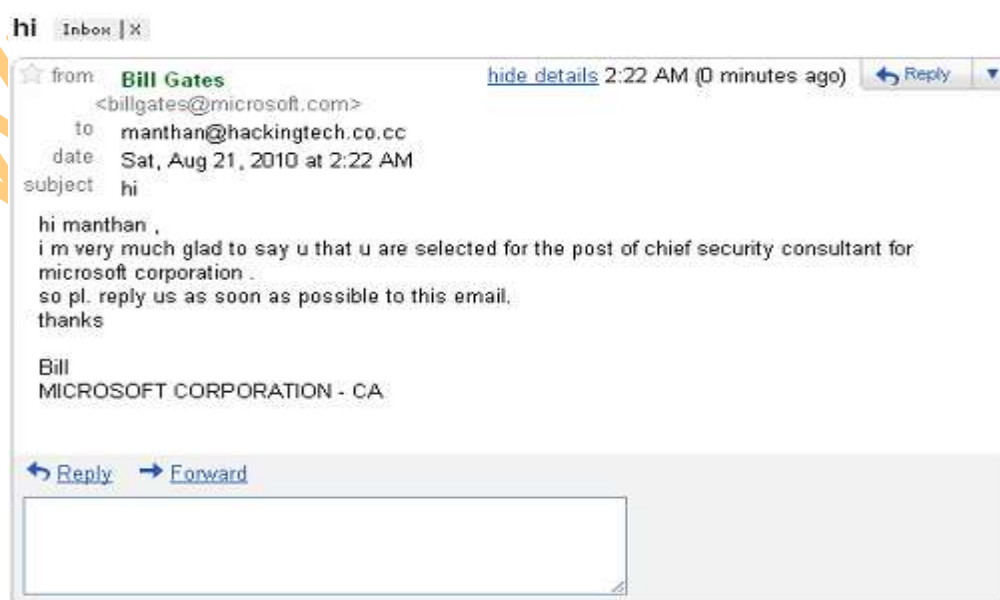 hi Inbox | X
from Bill Gates hide details 2:22 AM (0 minutes ago) Reply
<billgates@microsoft.com>
to manthan@hackingtech.co.cc
date Sat, Aug 21, 2010 at 2:22 AM
subject hi
hi manthan ,
i m very much glad to say u that u are selected for the post of chief security consultant for
microsoft corporation .
so pl. reply us as soon as possible to this email.
thanks
Bill
MICROSOFT CORPORATION - CA
Reply Forward